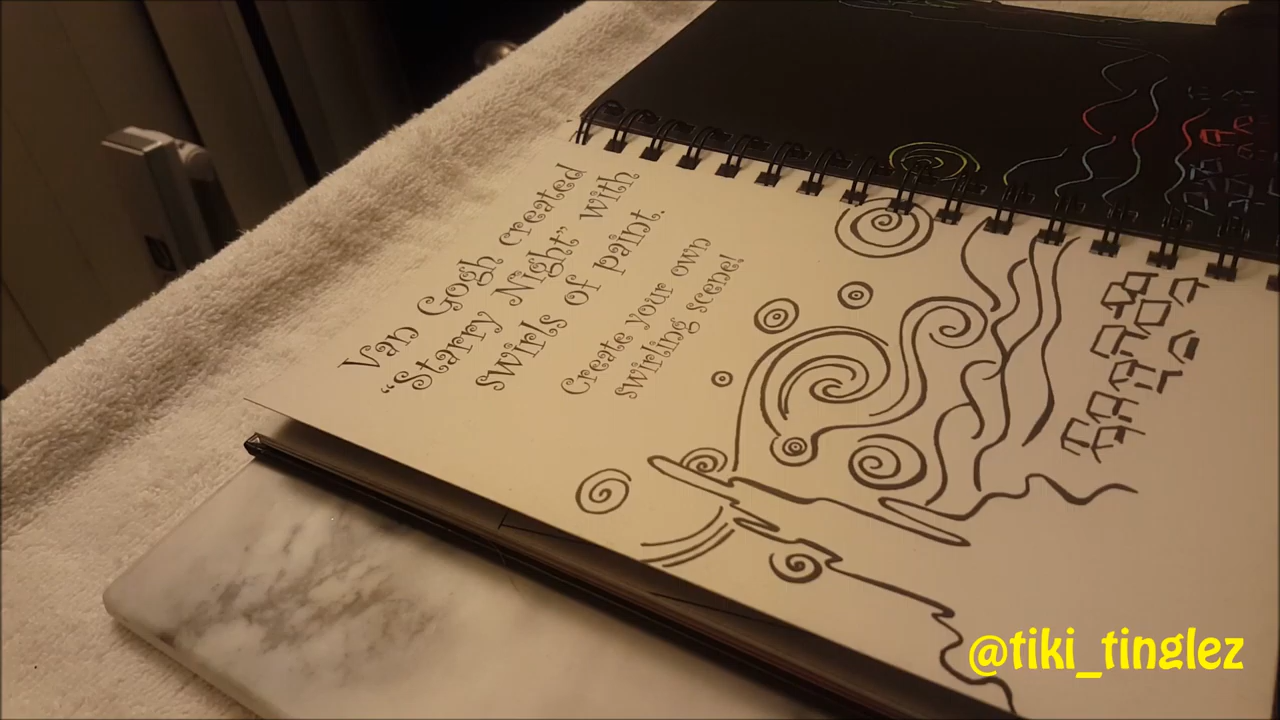 Van Gogh created
"Starry Night" with
swirls of paint.
Create your own
swirling scene!
@tiki_tinglez